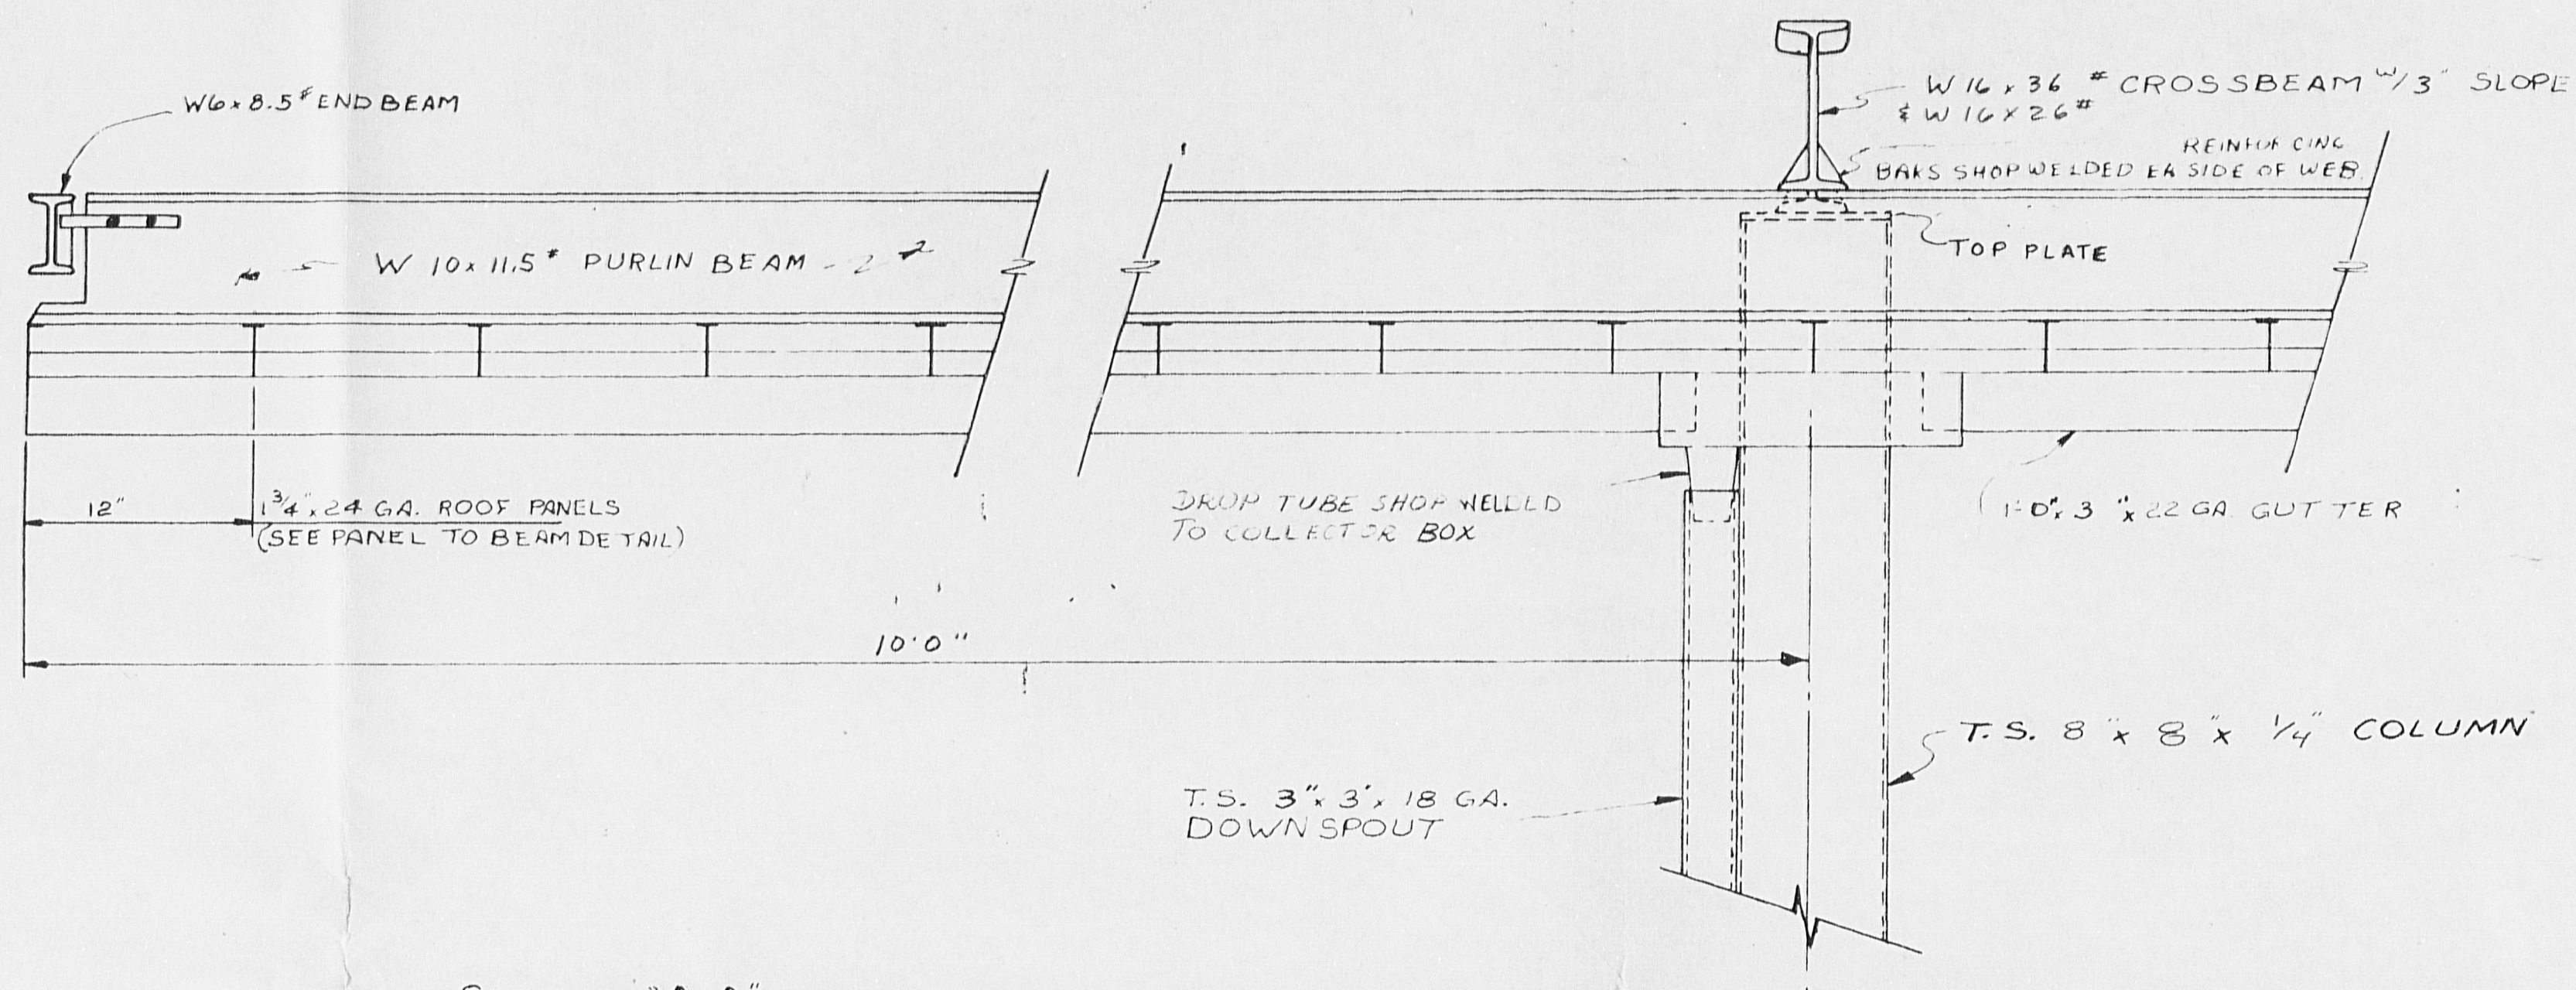 W6 x 8.5# END BEAM
W 16 x 36 # CROSSBEAM w/3" SLOPE
& W 16 x 26#
REINFORCING
BARS SHOP WELDED EA SIDE OF WEB.
TOP PLATE
W 10 x 11.5# PURLIN BEAM
12"
1 3/4" x 24 GA. ROOF PANELS
(SEE PANEL TO BEAM DETAIL)
DROP TUBE SHOP WELDED
TO COLLECTOR BOX
1'-0" x 3" x 22 GA GUTTER
10'0"
T.S. 8" x 8" x 1/4" COLUMN
T.S. 3" x 3" x 18 GA.
DOWNSPOUT